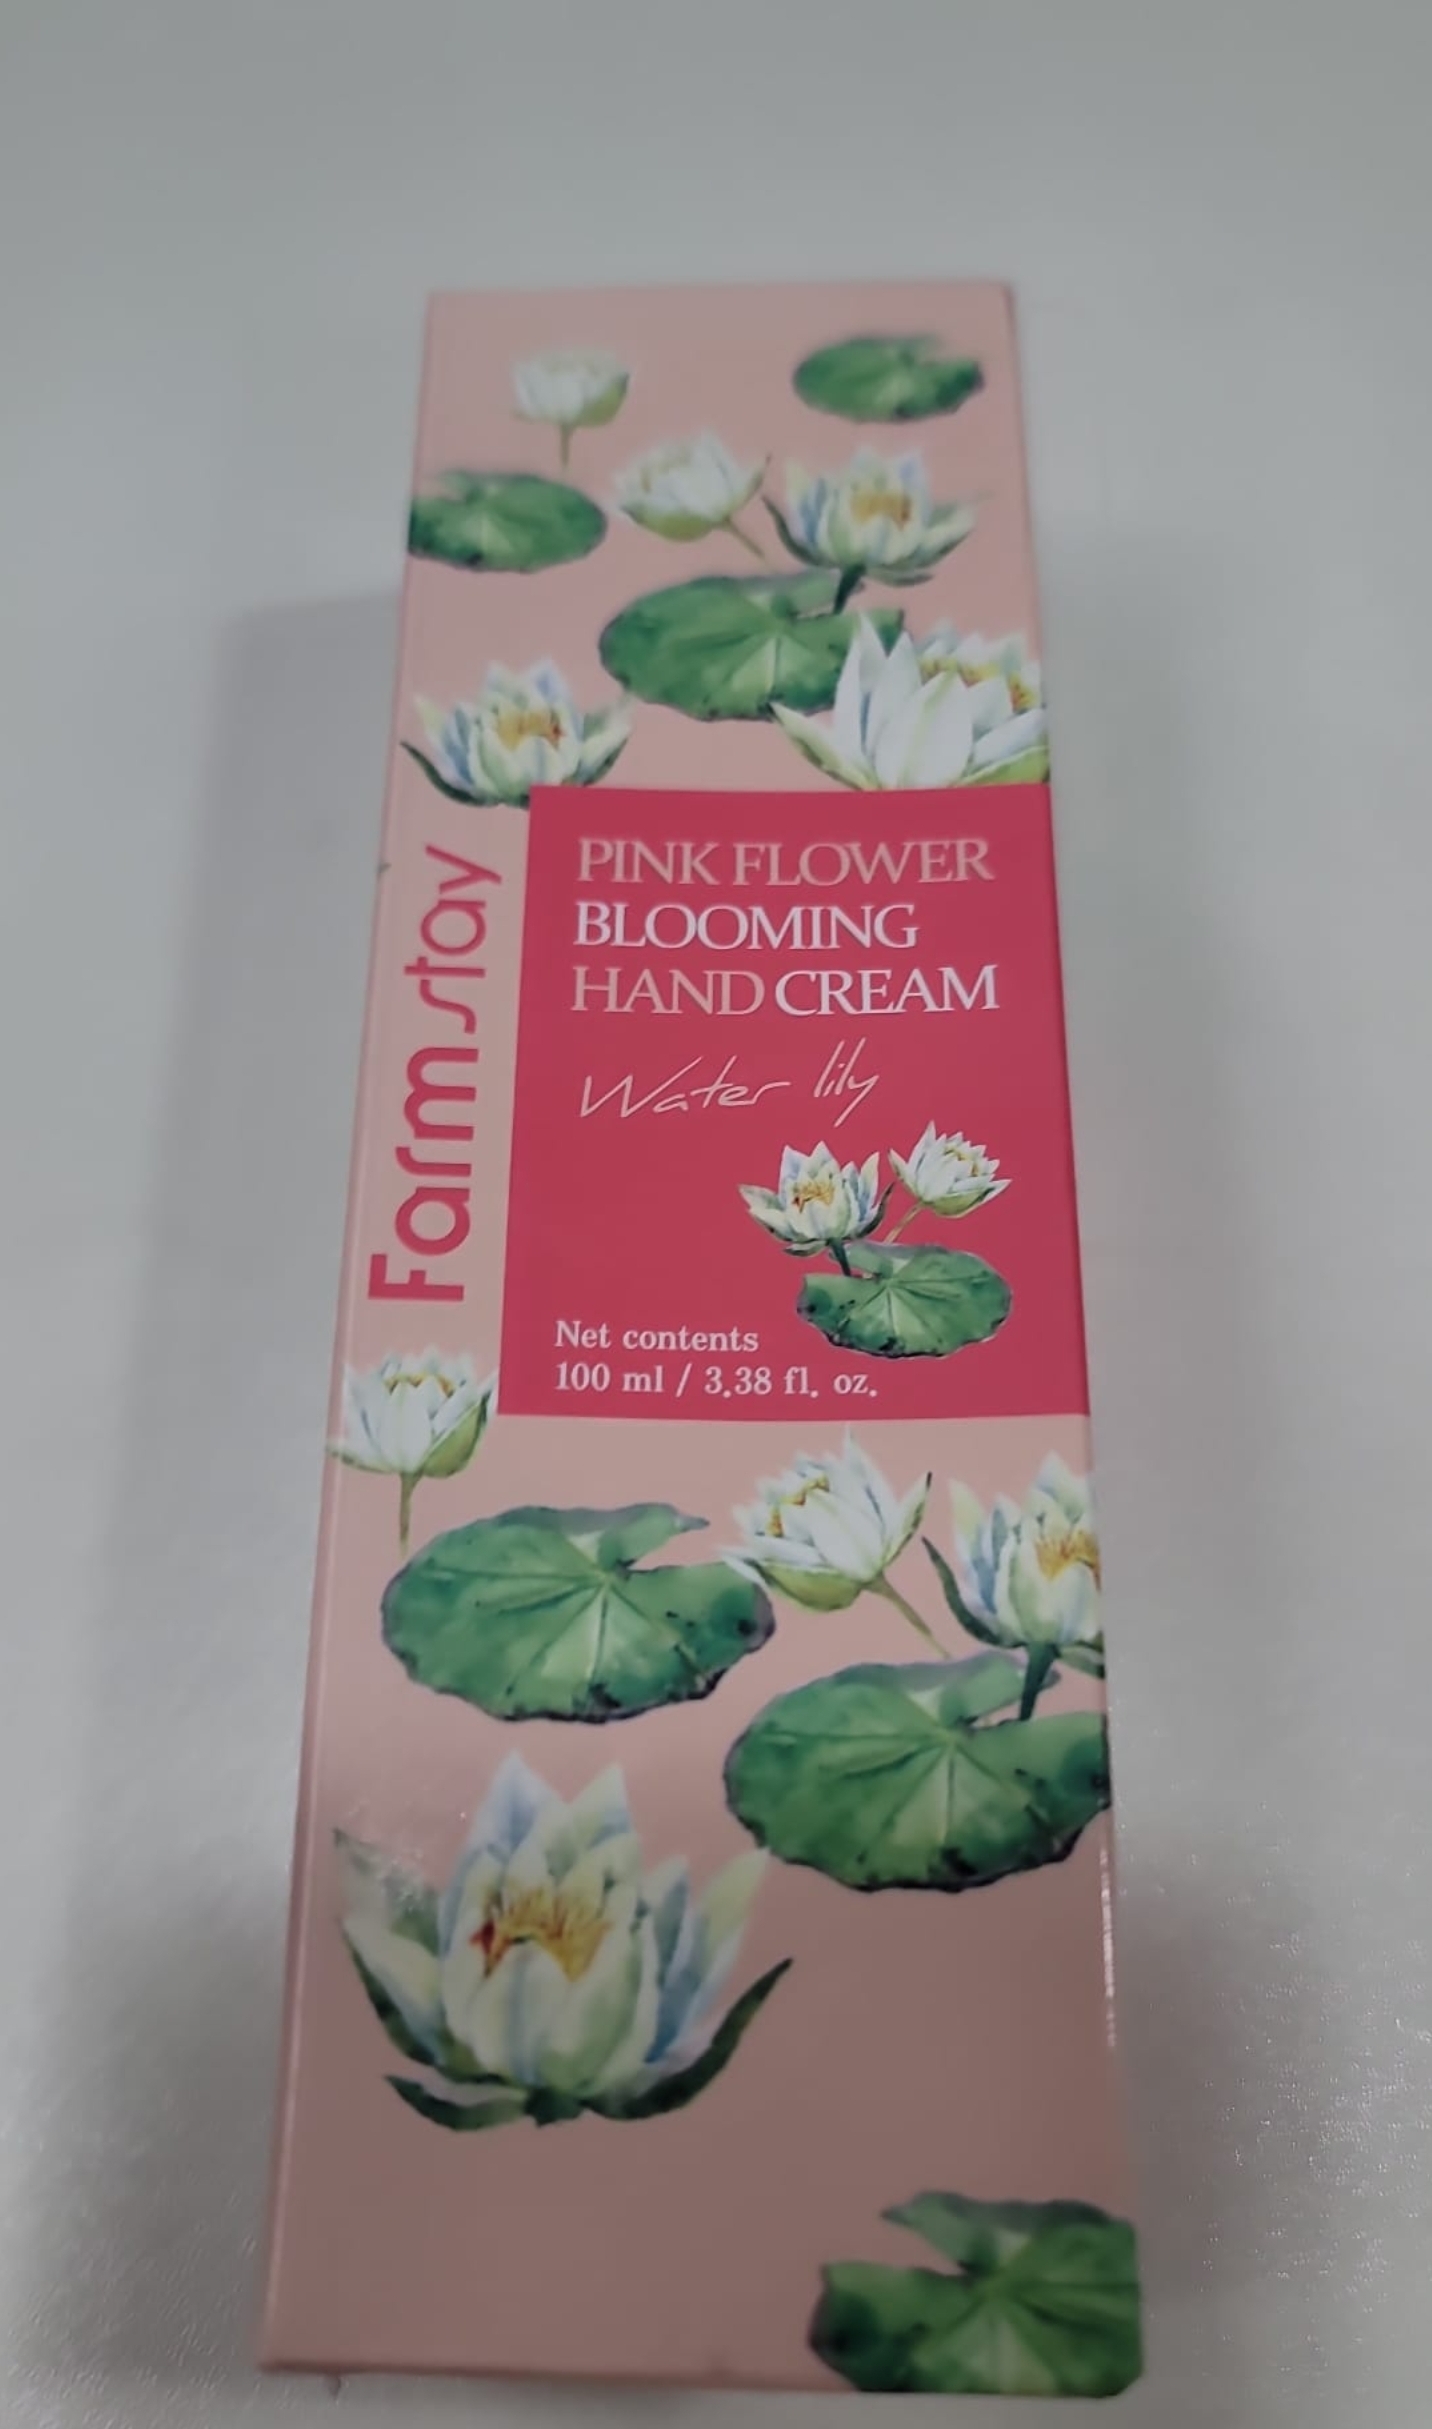 Farmstay
PINK FLOWER
BLOOMING
HAND CREAM
Water lily
Net contents
100 ml / 3.38 fl. oz.